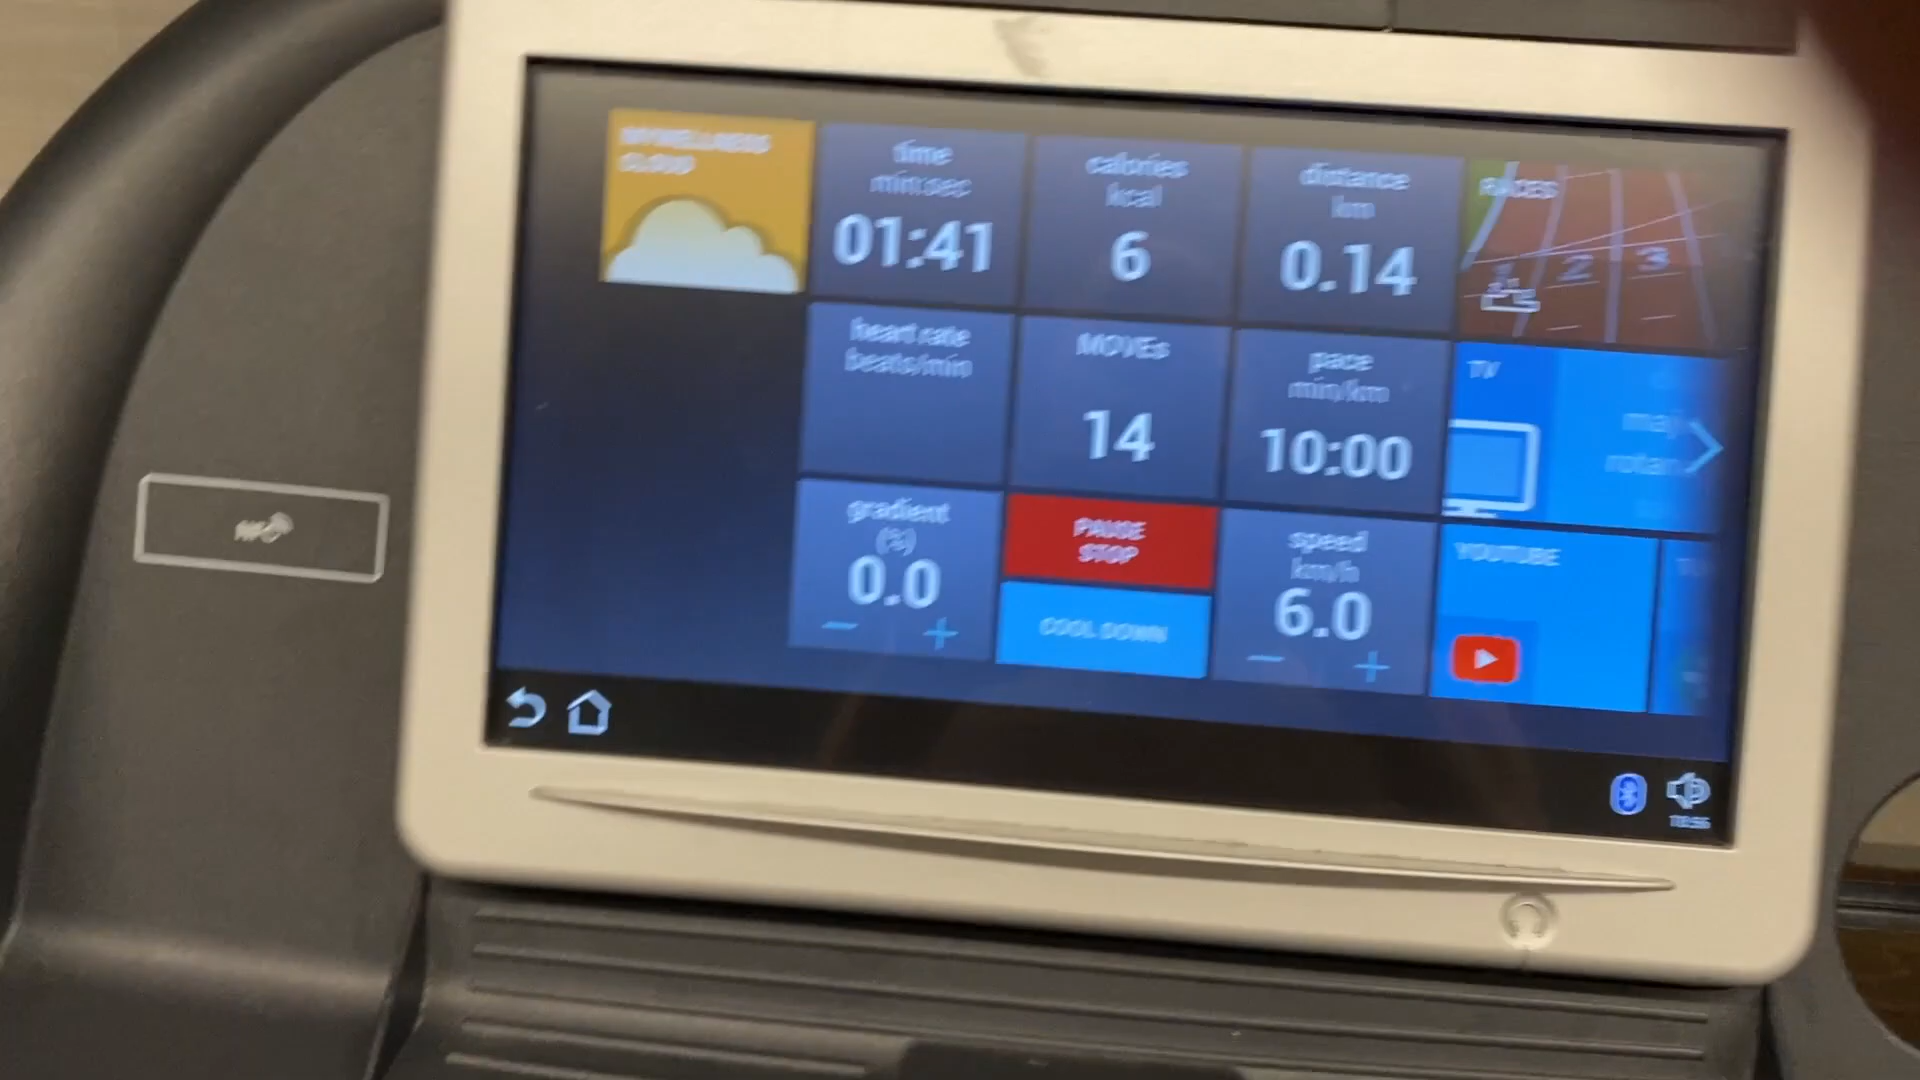 MYWELLNESS
CLOUD
time
min:sec
01:41
calories
kcal
6
distance
km
0.14
RACES
1 2 3
heart rate
beats/min
MOVEs
14
pace
min/km
10:00
TV
gradient
(%)
0.0
− +
PAUSE
STOP
COOL DOWN
speed
km/h
6.0
− +
YOUTUBE